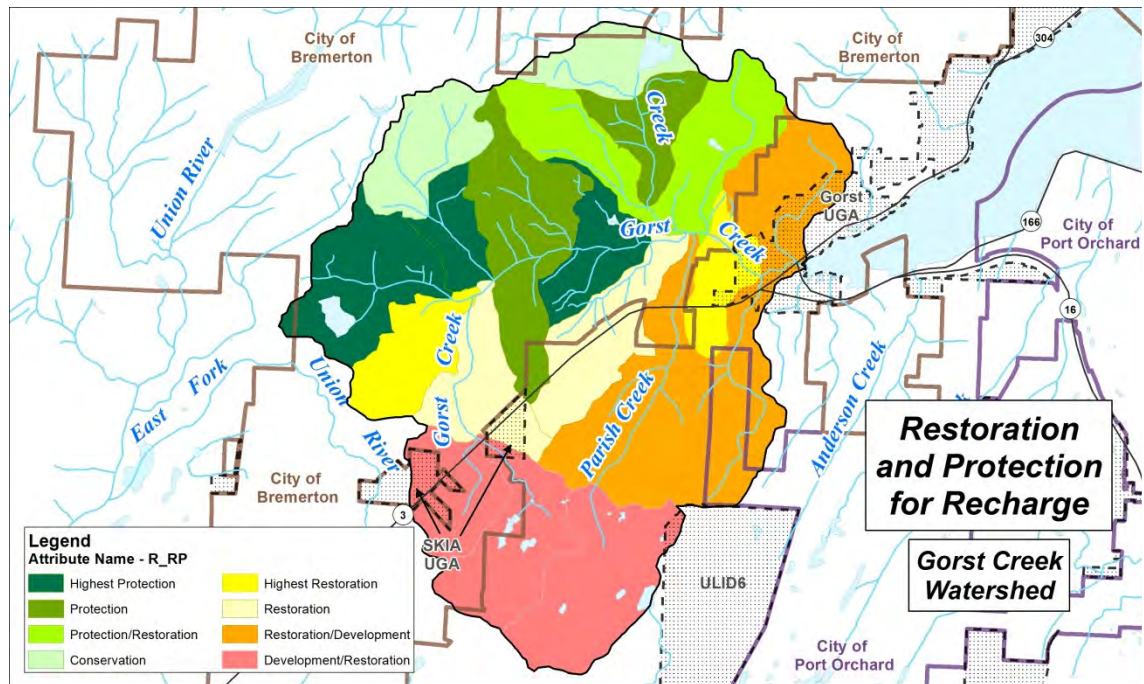 City of
Bremerton
City of
Bremerton
304
Union River
Creek
Gorst
UGA
166
City of
Port Orchard
Gorst
Creek
16
East Fork
Union
River
Creek
Gorst
Parish Creek
Anderson Creek
City of
Bremerton
3
SKIA
UGA
ULID6
Restoration
and Protection
for Recharge
Gorst Creek
Watershed
City of
Port Orchard
Legend
Attribute Name - R_RP
Highest Protection
Protection
Protection/Restoration
Conservation
Highest Restoration
Restoration
Restoration/Development
Development/Restoration